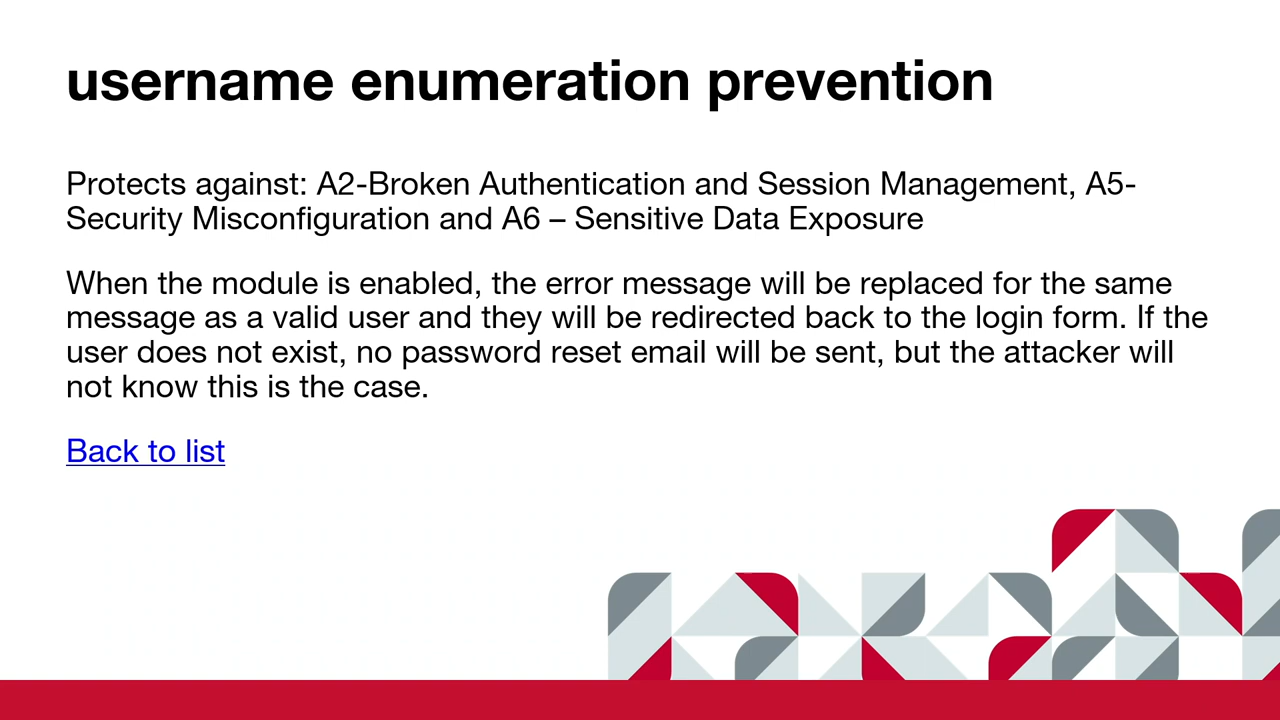 username enumeration prevention
Protects against: A2-Broken Authentication and Session Management, A5-
Security Misconfiguration and A6 – Sensitive Data Exposure
When the module is enabled, the error message will be replaced for the same
message as a valid user and they will be redirected back to the login form. If the
user does not exist, no password reset email will be sent, but the attacker will
not know this is the case.
Back to list